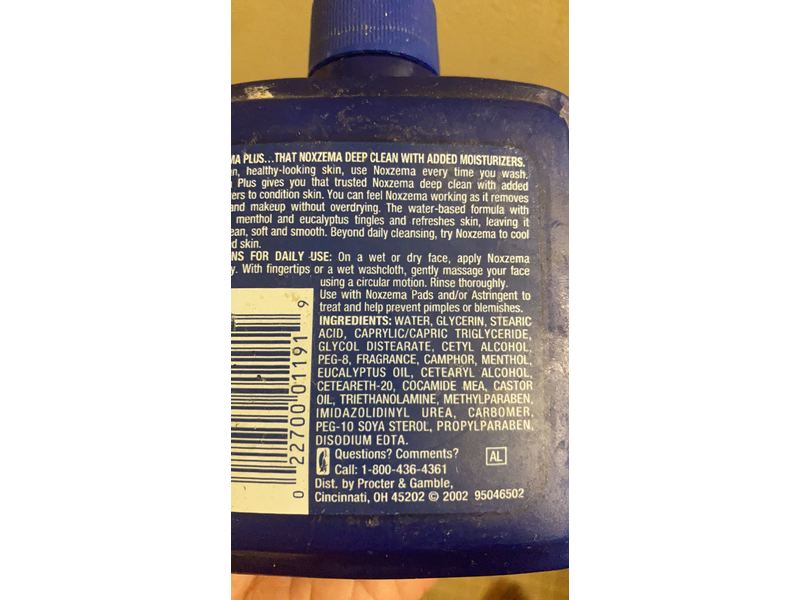 MA PLUS...THAT NOXZEMA DEEP CLEAN WITH ADDED MOISTURIZERS.
n, healthy-looking skin, use Noxzema every time you wash.
Plus gives you that trusted Noxzema deep clean with added
ers to condition skin. You can feel Noxzema working as it removes
and makeup without overdrying. The water-based formula with
menthol and eucalyptus tingles and refreshes skin, leaving it
ean, soft and smooth. Beyond daily cleansing, try Noxzema to cool
d skin.
NS FOR DAILY USE: On a wet or dry face, apply Noxzema
y. With fingertips or a wet washcloth, gently massage your face
using a circular motion. Rinse thoroughly.
Use with Noxzema Pads and/or Astringent to
treat and help prevent pimples or blemishes.
INGREDIENTS: WATER, GLYCERIN, STEARIC
ACID, CAPRYLIC/CAPRIC TRIGLYCERIDE,
GLYCOL DISTEARATE, CETYL ALCOHOL,
PEG-8, FRAGRANCE, CAMPHOR, MENTHOL,
EUCALYPTUS OIL, CETEARYL ALCOHOL,
CETEARETH-20, COCAMIDE MEA, CASTOR
OIL, TRIETHANOLAMINE, METHYLPARABEN,
IMIDAZOLIDINYL UREA, CARBOMER,
PEG-10 SOYA STEROL, PROPYLPARABEN,
DISODIUM EDTA.
Questions? Comments?
Call: 1-800-436-4361
AL
Dist. by Procter & Gamble,
Cincinnati, OH 45202 © 2002 95046502
0 22700 01191 9